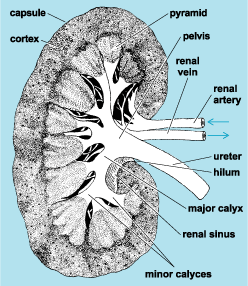 capsule
pyramid
cortex
pelvis
renal
vein
renal
artery
ureter
hilum
major calyx
renal sinus
minor calyces